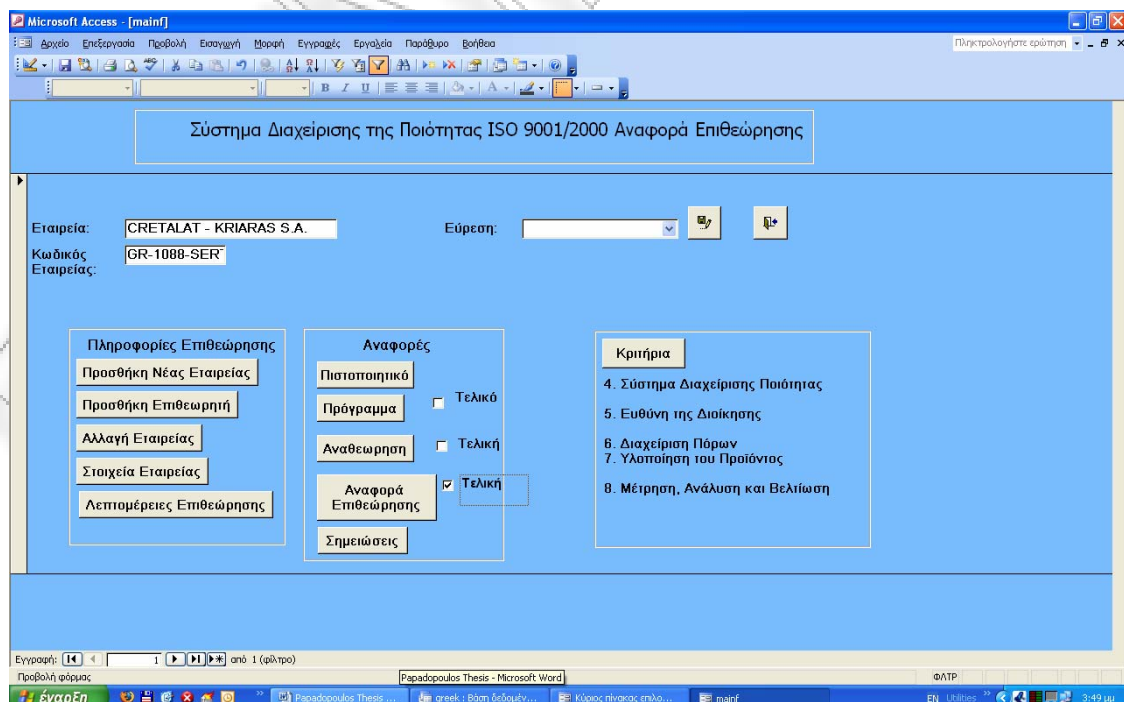 Microsoft Access - [mainf]
Αρχείο Επεξεργασία Προβολή Εισαγωγή Μορφή Εγγραφές Εργαλεία Παράθυρο Βοήθεια
Πληκτρολογήστε ερώτηση
Σύστημα Διαχείρισης της Ποιότητας ISO 9001/2000 Αναφορά Επιθεώρησης
Εταιρεία: CRETALAT - KRIARAS S.A. Εύρεση:
Κωδικός Εταιρείας: GR-1088-SER
Πληροφορίες Επιθεώρησης
Προσθήκη Νέας Εταιρείας
Προσθήκη Επιθεωρητή
Αλλαγή Εταιρείας
Στοιχεία Εταιρείας
Λεπτομέρειες Επιθεώρησης
Αναφορές
Πιστοποιητικό
Πρόγραμμα Τελικό
Αναθεωρηση Τελική
Αναφορά Επιθεώρησης Τελική
Σημειώσεις
Κριτήρια
4. Σύστημα Διαχείρισης Ποιότητας
5. Ευθύνη της Διοίκησης
6. Διαχείριση Πόρων
7. Υλοποίηση του Προϊόντος
8. Μέτρηση, Ανάλυση και Βελτίωση
Εγγραφή: 1 από 1 (φίλτρο)
Προβολή φόρμας
Papadopoulos Thesis - Microsoft Word
ΦΛΤΡ
έναρξη
Papadopoulos Thesis ...
greek : Βάση δεδομέν...
Κύριος πίνακας επιλο...
mainf
EN Utilities
3:49 μμ